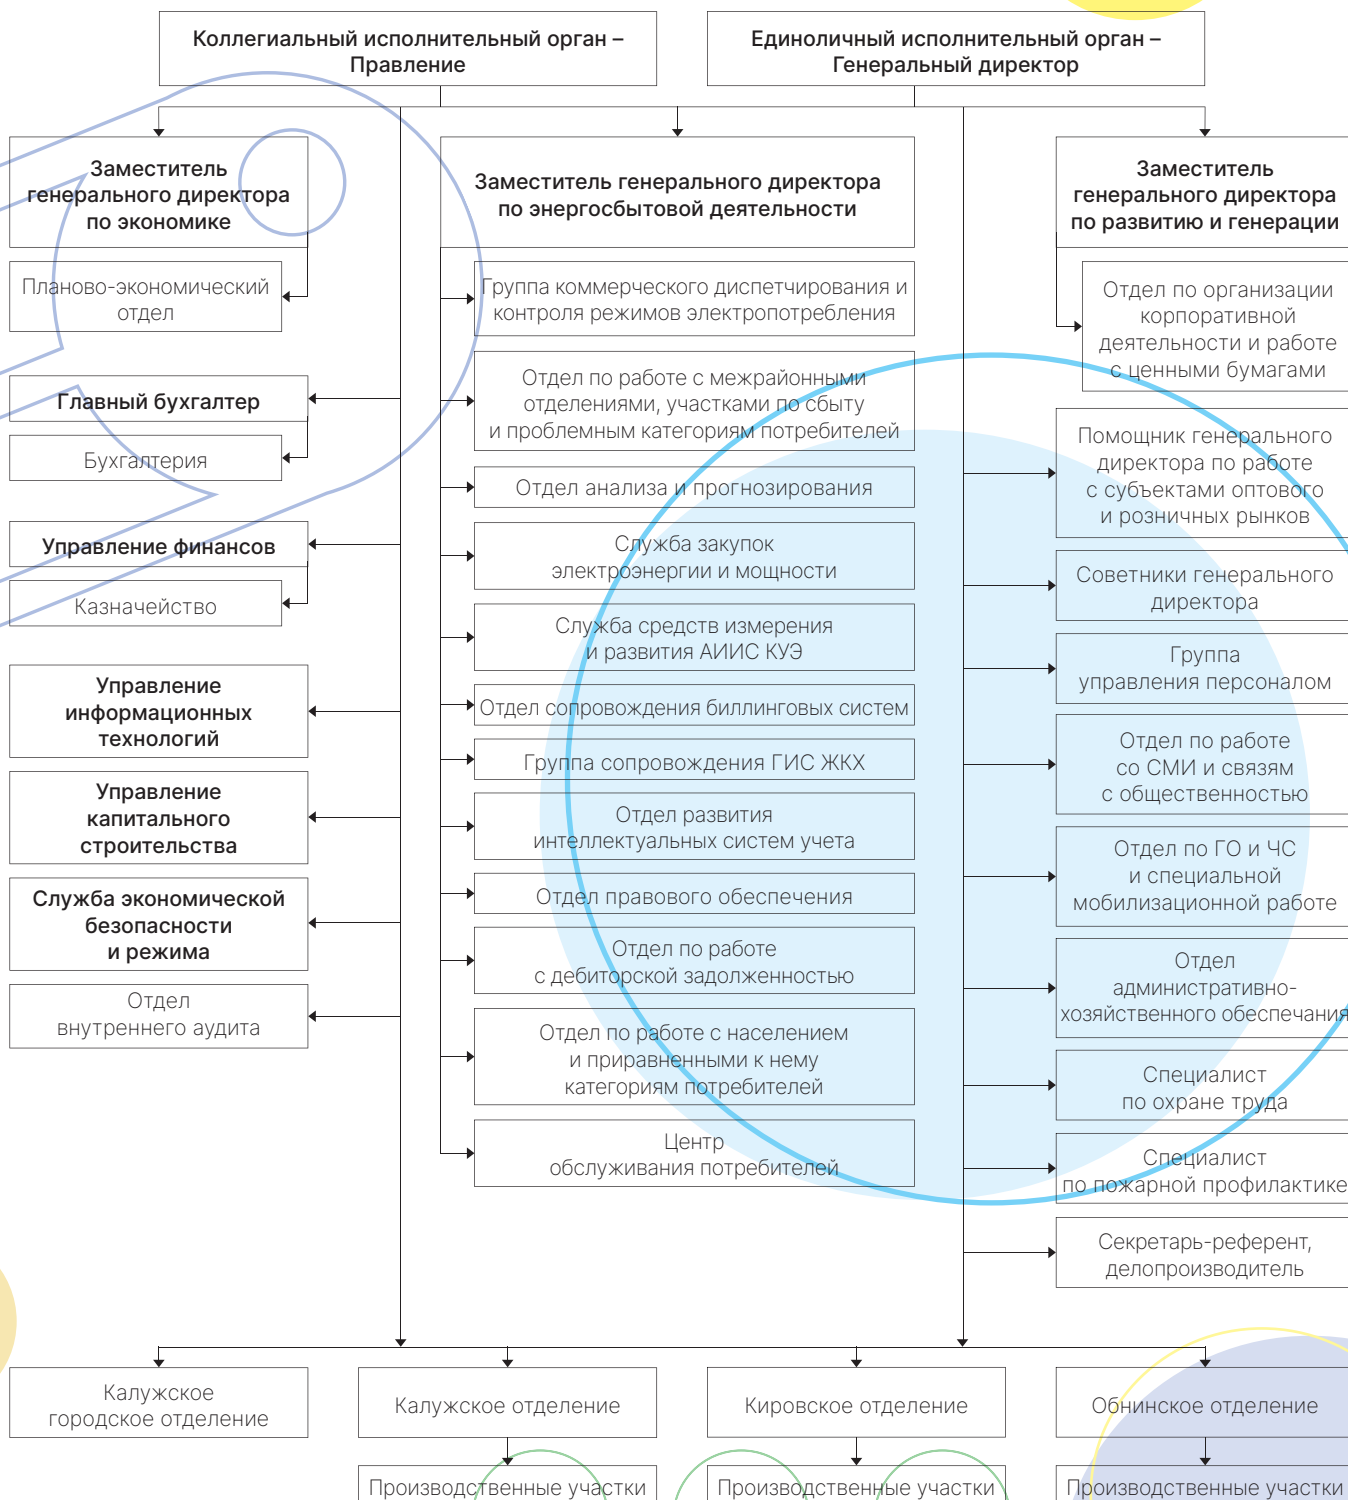 Коллегиальный исполнительный орган –
Правление
Единоличный исполнительный орган –
Генеральный директор
Заместитель
генерального директора
по экономике
Планово-экономический
отдел
Главный бухгалтер
Бухгалтерия
Управление финансов
Казначейство
Управление
информационных
технологий
Управление
капитального
строительства
Служба экономической
безопасности
и режима
Отдел
внутреннего аудита
Заместитель генерального директора
по энергосбытовой деятельности
Группа коммерческого диспетчирования и
контроля режимов электропотребления
Отдел по работе с межрайонными
отделениями, участками по сбыту
и проблемным категориям потребителей
Отдел анализа и прогнозирования
Служба закупок
электроэнергии и мощности
Служба средств измерения
и развития АИИС КУЭ
Отдел сопровождения биллинговых систем
Группа сопровождения ГИС ЖКХ
Отдел развития
интеллектуальных систем учета
Отдел правового обеспечения
Отдел по работе
с дебиторской задолженностью
Отдел по работе с населением
и приравненными к нему
категориям потребителей
Центр
обслуживания потребителей
Заместитель
генерального директора
по развитию и генерации
Отдел по организации
корпоративной
деятельности и работе
с ценными бумагами
Помощник генерального
директора по работе
с субъектами оптового
и розничных рынков
Советники генерального
директора
Группа
управления персоналом
Отдел по работе
со СМИ и связям
с общественностью
Отдел по ГО и ЧС
и специальной
мобилизационной работе
Отдел
административно-
хозяйственного обеспечания
Специалист
по охране труда
Специалист
по пожарной профилактике
Секретарь-референт,
делопроизводитель
Калужское
городское отделение
Калужское отделение
Кировское отделение
Обнинское отделение
Производственные участки
Производственные участки
Производственные участки